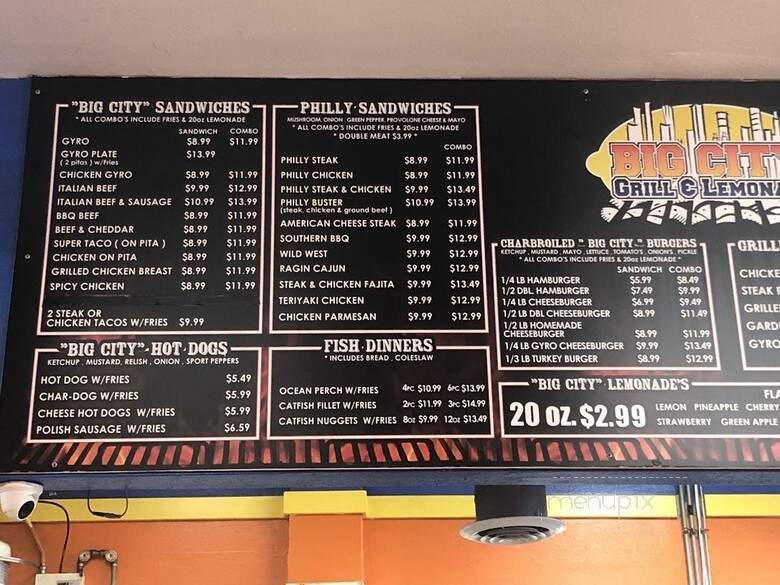 "BIG CITY" SANDWICHES
* ALL COMBO'S INCLUDE FRIES & 20oz LEMONADE
SANDWICH COMBO
GYRO $8.99 $11.99
GYRO PLATE $13.99
( 2 pitas ) w/Fries
CHICKEN GYRO $8.99 $11.99
ITALIAN BEEF $9.99 $12.99
ITALIAN BEEF & SAUSAGE $10.99 $13.99
BBQ BEEF $8.99 $11.99
BEEF & CHEDDAR $8.99 $11.99
SUPER TACO ( ON PITA ) $8.99 $11.99
CHICKEN ON PITA $8.99 $11.99
GRILLED CHICKEN BREAST $8.99 $11.99
SPICY CHICKEN $8.99 $11.99
2 STEAK OR
CHICKEN TACOS W/FRIES $9.99
"BIG CITY" HOT DOGS
KETCHUP , MUSTARD, RELISH , ONION , SPORT PEPPERS
HOT DOG W/FRIES $5.49
CHAR-DOG W/FRIES $5.99
CHEESE HOT DOGS W/FRIES $5.99
POLISH SAUSAGE W/FRIES $6.59
PHILLY SANDWICHES
MUSHROOM, ONION , GREEN PEPPER, PROVOLONE CHEESE & MAYO
* ALL COMBO'S INCLUDE FRIES & 20oz LEMONADE
* DOUBLE MEAT $3.99 *
COMBO
PHILLY STEAK $8.99 $11.99
PHILLY CHICKEN $8.99 $11.99
PHILLY STEAK & CHICKEN $9.99 $13.49
PHILLY BUSTER $10.99 $13.99
(steak, chicken & ground beef )
AMERICAN CHEESE STEAK $8.99 $11.99
SOUTHERN BBQ $9.99 $12.99
WILD WEST $9.99 $12.99
RAGIN CAJUN $9.99 $12.99
STEAK & CHICKEN FAJITA $9.99 $13.49
TERIYAKI CHICKEN $9.99 $12.99
CHICKEN PARMESAN $9.99 $12.99
FISH DINNERS
* INCLUDES BREAD , COLESLAW
OCEAN PERCH W/FRIES 4PC $10.99 6PC $13.99
CATFISH FILLET W/FRIES 2PC $11.99 3PC $14.99
CATFISH NUGGETS W/FRIES 8oz $9.99 12oz $13.49
BIG CIT
GRILL & LEMON
CHARBROILED " BIG CITY " BURGERS
KETCHUP , MUSTARD , MAYO , LETTUCE , TOMATO'S , ONION'S , PICKLE
* ALL COMBO'S INCLUDE FRIES & 20oz LEMONADE *
SANDWICH COMBO
1/4 LB HAMBURGER $5.99 $8.49
1/2 DBL HAMBURGER $7.49 $9.99
1/4 LB CHEESEBURGER $6.99 $9.49
1/2 LB DBL CHEESEBURGER $8.99 $11.49
1/2 LB HOMEMADE
CHEESEBURGER $8.99 $11.99
1/4 LB GYRO CHEESEBURGER $9.99 $13.49
1/3 LB TURKEY BURGER $8.99 $12.99
GRILL
CHICKE
STEAK F
GRILLE
GARD
GYRO
"BIG CITY" LEMONADE'S
20 OZ. $2.99
FLA
LEMON PINEAPPLE CHERRY
STRAWBERRY GREEN APPLE
menupix